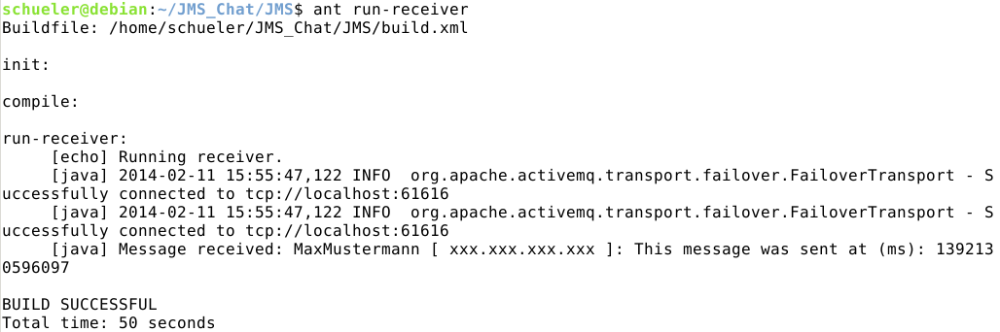 schueler@debian:~/JMS_Chat/JMS$ ant run-receiver
Buildfile: /home/schueler/JMS_Chat/JMS/build.xml
init:
compile:
run-receiver:
[echo] Running receiver.
[java] 2014-02-11 15:55:47,122 INFO  org.apache.activemq.transport.failover.FailoverTransport - S
uccessfully connected to tcp://localhost:61616
[java] 2014-02-11 15:55:47,122 INFO  org.apache.activemq.transport.failover.FailoverTransport - S
uccessfully connected to tcp://localhost:61616
[java] Message received: MaxMustermann [ xxx.xxx.xxx.xxx ]: This message was sent at (ms): 139213
0596097
BUILD SUCCESSFUL
Total time: 50 seconds